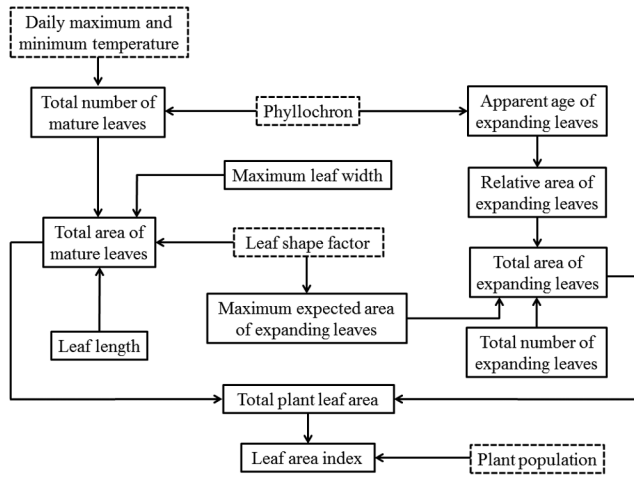 Daily maximum and
minimum temperature
Total number of
mature leaves
Phyllochron
Apparent age of
expanding leaves
Maximum leaf width
Relative area of
expanding leaves
Total area of
mature leaves
Leaf shape factor
Total area of
expanding leaves
Maximum expected area
of expanding leaves
Leaf length
Total number of
expanding leaves
Total plant leaf area
Leaf area index
Plant population